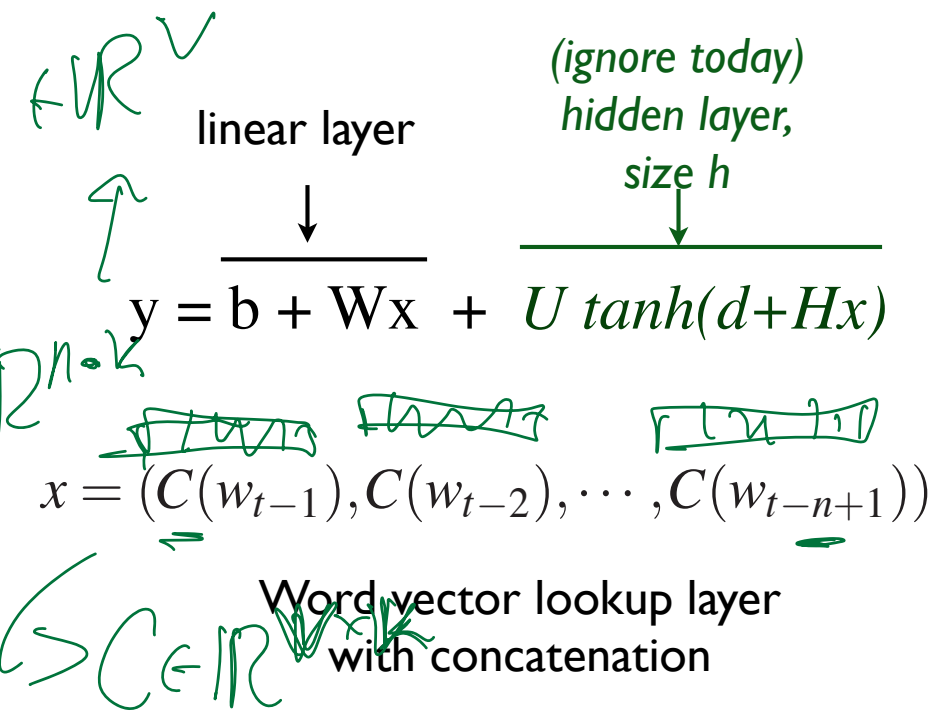 ∈ ℝ^V
(ignore today)
hidden layer,
size h
linear layer
y = b + Wx + U tanh(d+Hx)
ℝ^{n·k}
x = (C(w_{t−1}),C(w_{t−2}),⋯,C(w_{t−n+1}))
Word vector lookup layer
with concatenation
C ∈ ℝ^{V×k}